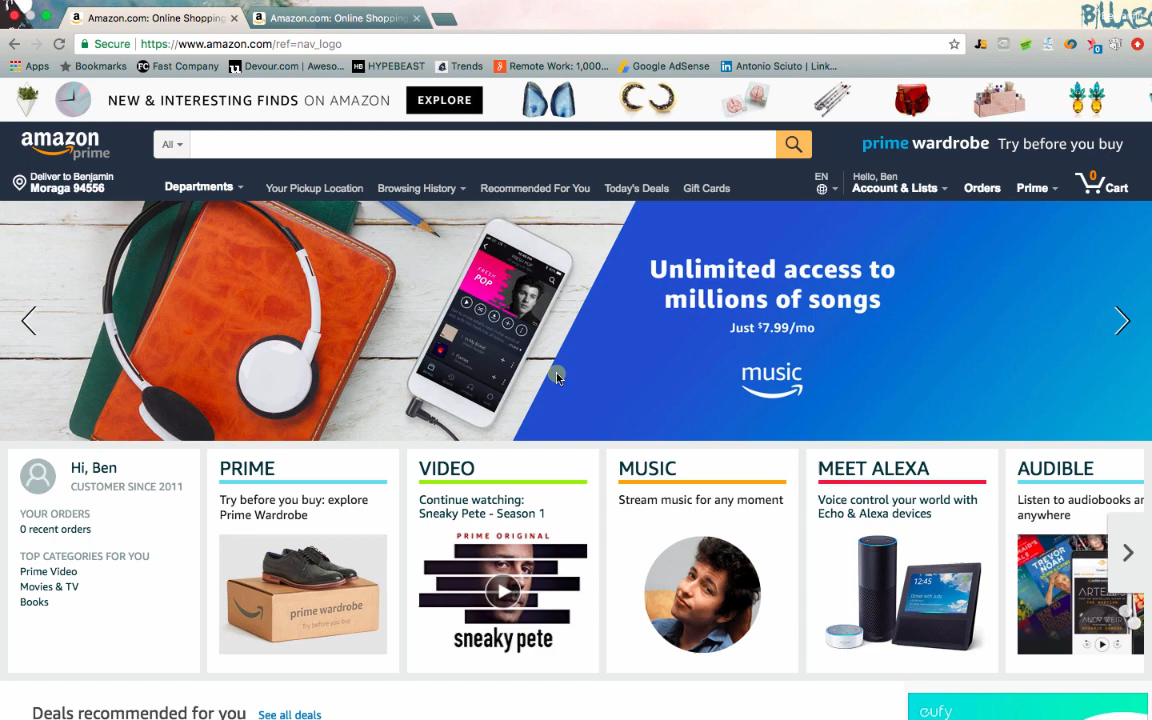 Amazon.com: Online Shopping
Amazon.com: Online Shopping
Secure https://www.amazon.com/ref=nav_logo
Apps Bookmarks Fast Company Devour.com | Aweso... HYPEBEAST Trends Remote Work: 1,000... Google AdSense Antonio Sciuto | Link...
NEW & INTERESTING FINDS ON AMAZON EXPLORE
amazon prime
All
prime wardrobe Try before you buy
Deliver to Benjamin
Moraga 94556
Departments Your Pickup Location Browsing History Recommended For You Today's Deals Gift Cards
EN
Hello, Ben
Account & Lists Orders Prime 0 Cart
FRESH
POP
Unlimited access to
millions of songs
Just $7.99/mo
music
Hi, Ben
CUSTOMER SINCE 2011
YOUR ORDERS
0 recent orders
TOP CATEGORIES FOR YOU
Prime Video
Movies & TV
Books
PRIME
Try before you buy: explore
Prime Wardrobe
prime wardrobe
Try before you buy
VIDEO
Continue watching:
Sneaky Pete - Season 1
PRIME ORIGINAL
sneaky pete
MUSIC
Stream music for any moment
MEET ALEXA
Voice control your world with
Echo & Alexa devices
12:45
AUDIBLE
Listen to audiobooks an
anywhere
TREVOR
NOAH
ARTE
ANDY WEIR
Deals recommended for you See all deals
eufy